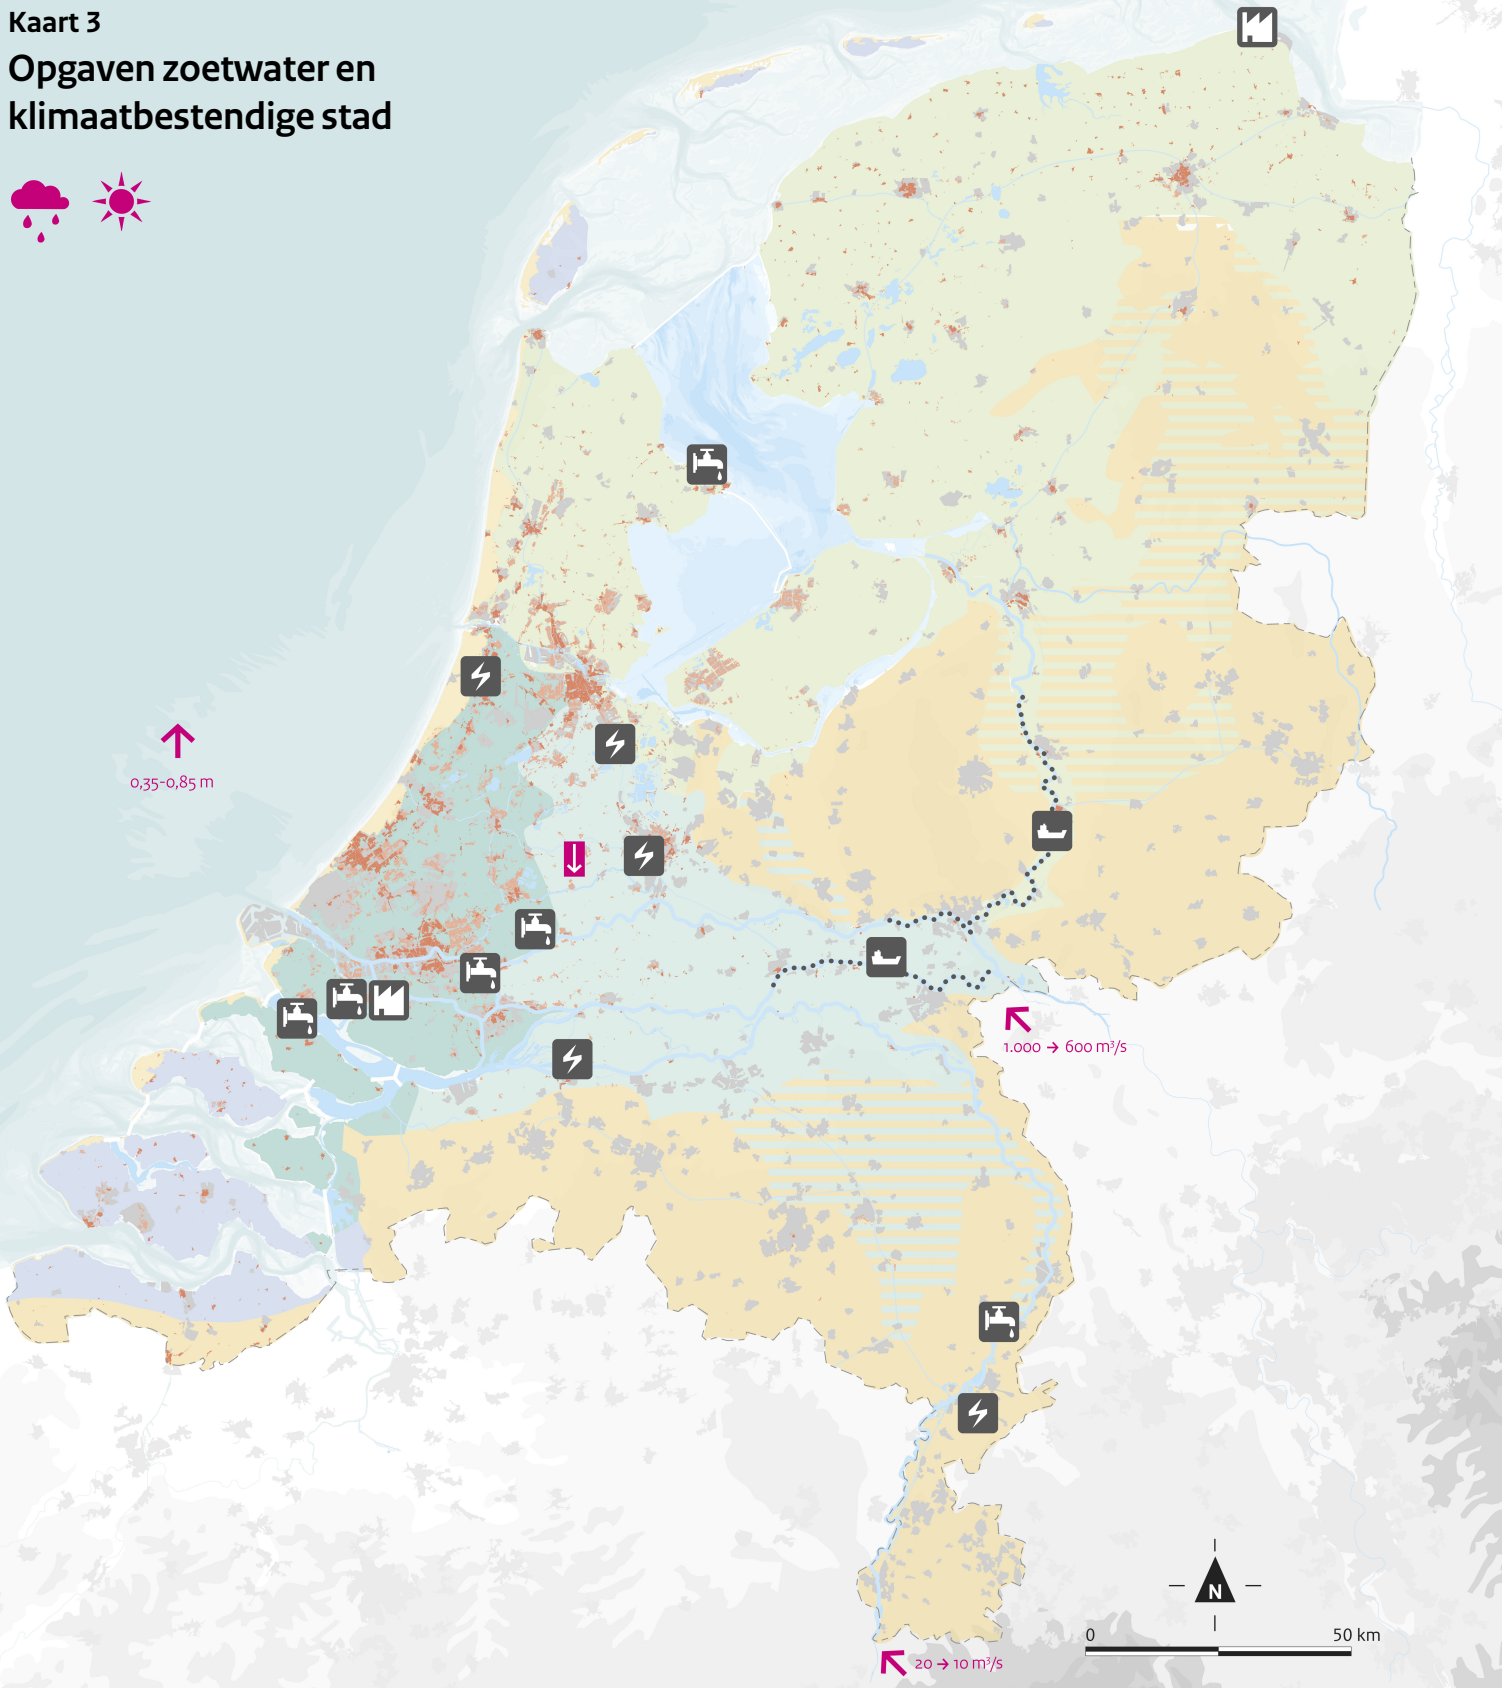 Kaart 3
Opgaven zoetwater en
klimaatbestendige stad
0,35-0,85 m
1.000 → 600 m³/s
N
0 50 km
20 → 10 m³/s